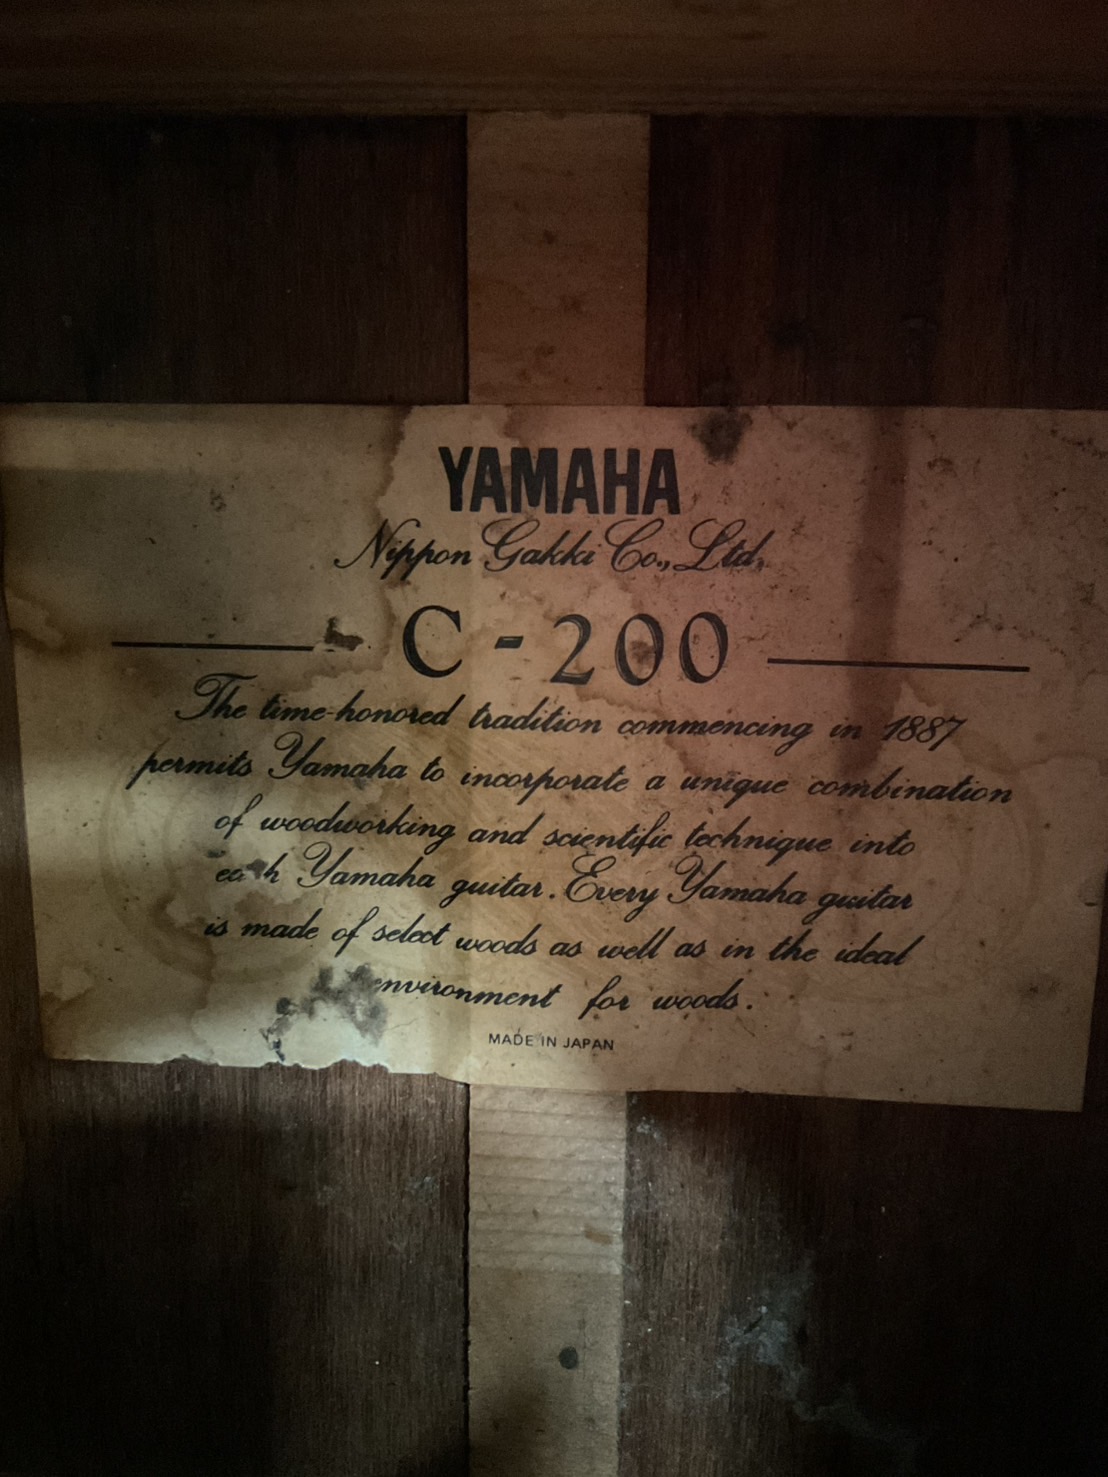 YAMAHA
Nippon Gakki Co., Ltd.
C-200
The time-honored tradition commencing in 1887
permits Yamaha to incorporate a unique combination
of woodworking and scientific technique into
each Yamaha guitar. Every Yamaha guitar
is made of select woods as well as in the ideal
environment for woods.
MADE IN JAPAN